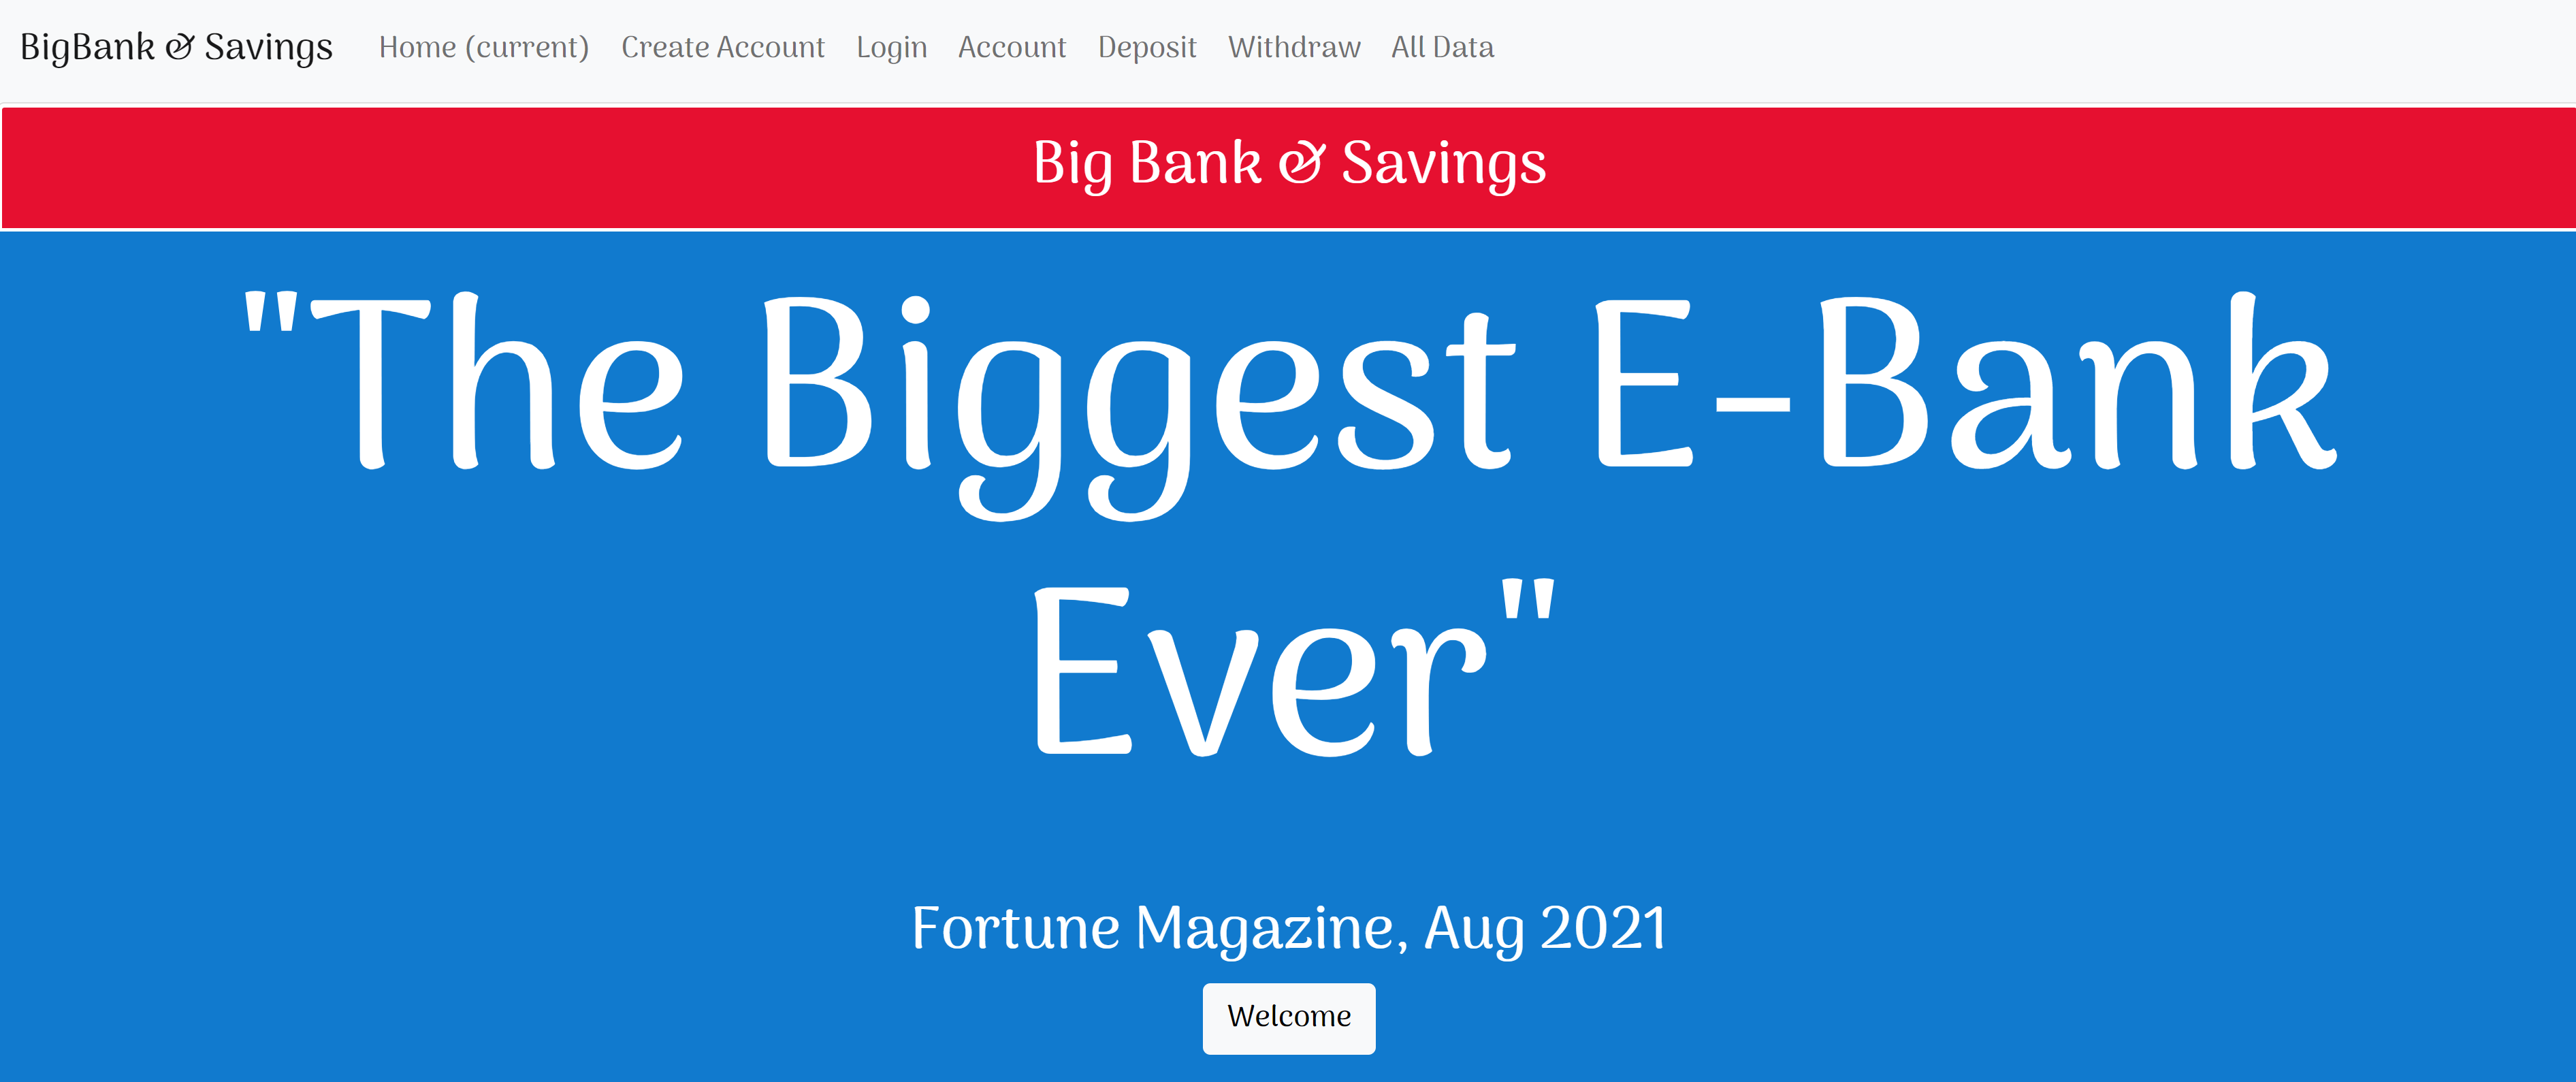 BigBank & Savings Home (current) Create Account Login Account Deposit Withdraw All Data
Big Bank & Savings
"The Biggest E-Bank
Ever"
Fortune Magazine, Aug 2021
Welcome